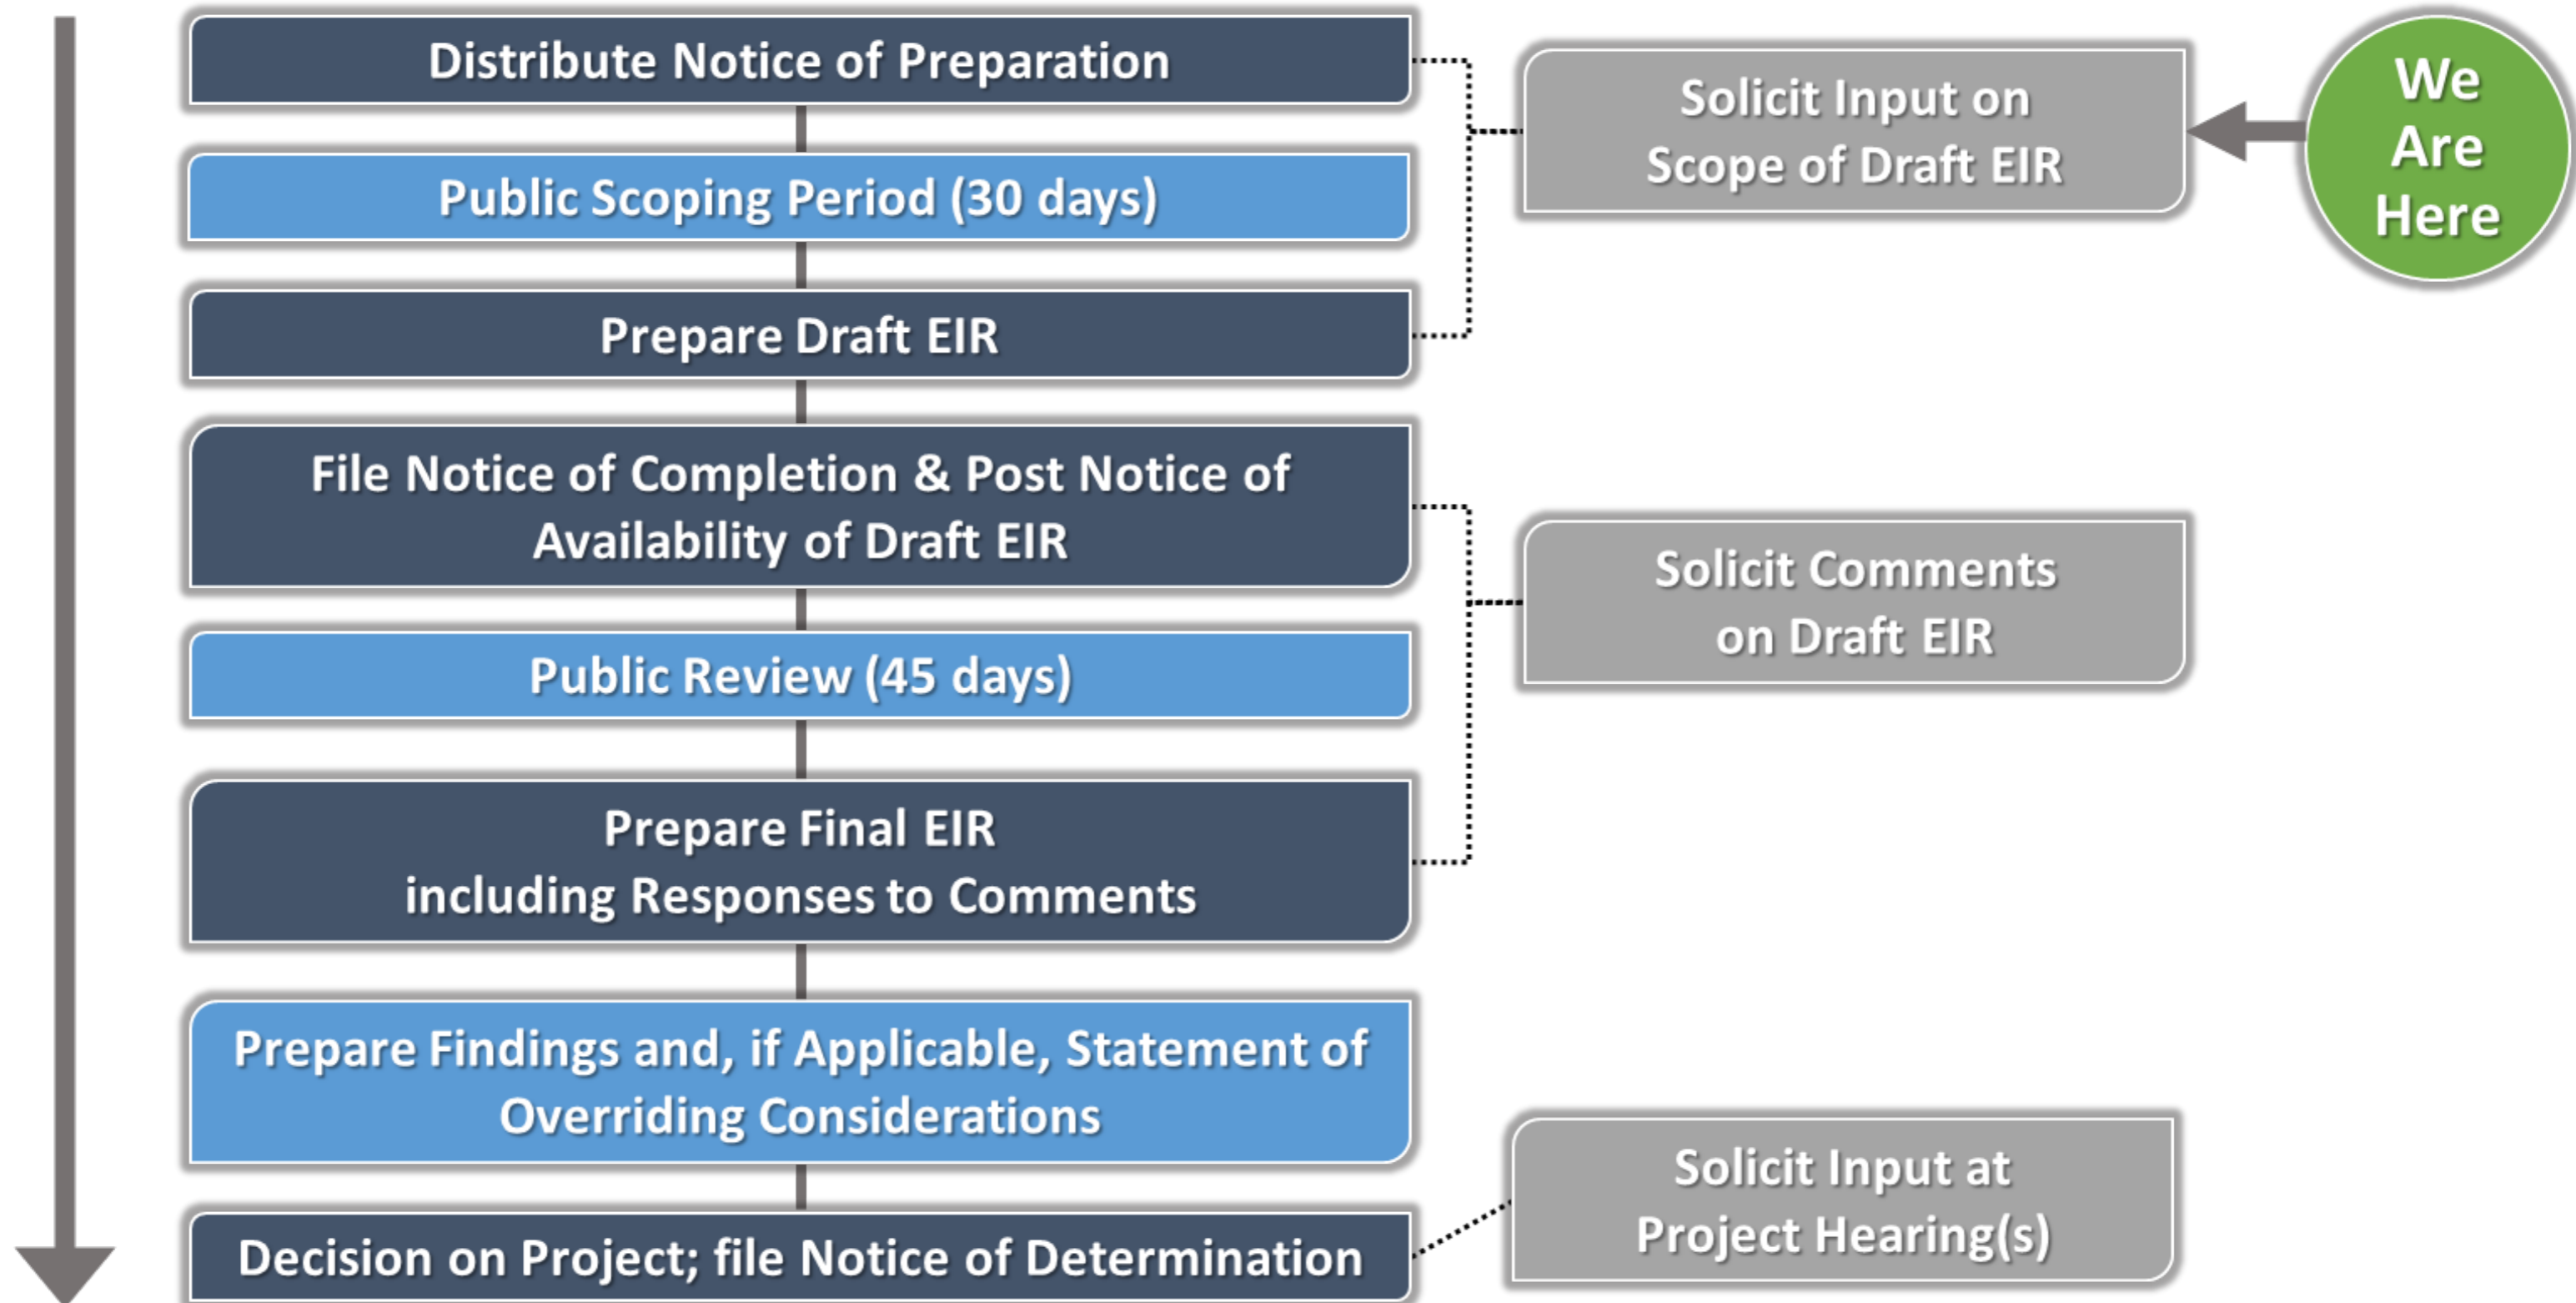 Distribute Notice of Preparation
Public Scoping Period (30 days)
Prepare Draft EIR
Solicit Input on
Scope of Draft EIR
We
Are
Here
File Notice of Completion & Post Notice of
Availability of Draft EIR
Public Review (45 days)
Prepare Final EIR
including Responses to Comments
Solicit Comments
on Draft EIR
Prepare Findings and, if Applicable, Statement of
Overriding Considerations
Decision on Project; file Notice of Determination
Solicit Input at
Project Hearing(s)